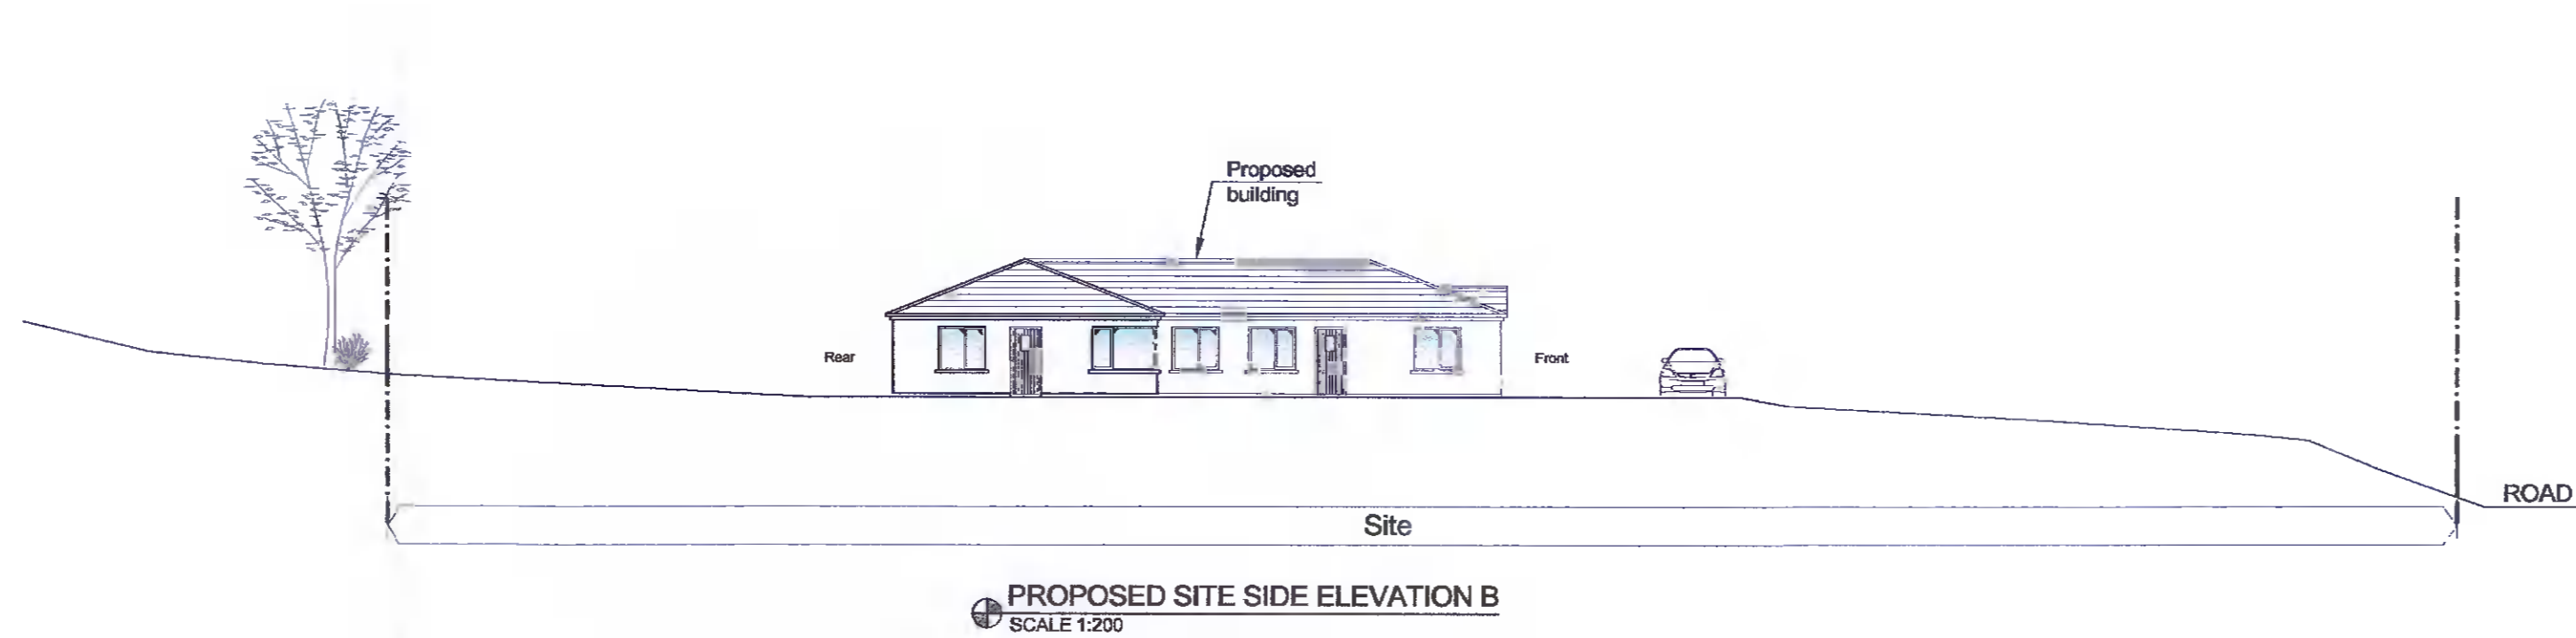 Proposed
building
Rear
Front
ROAD
Site
PROPOSED SITE SIDE ELEVATION B
SCALE 1:200